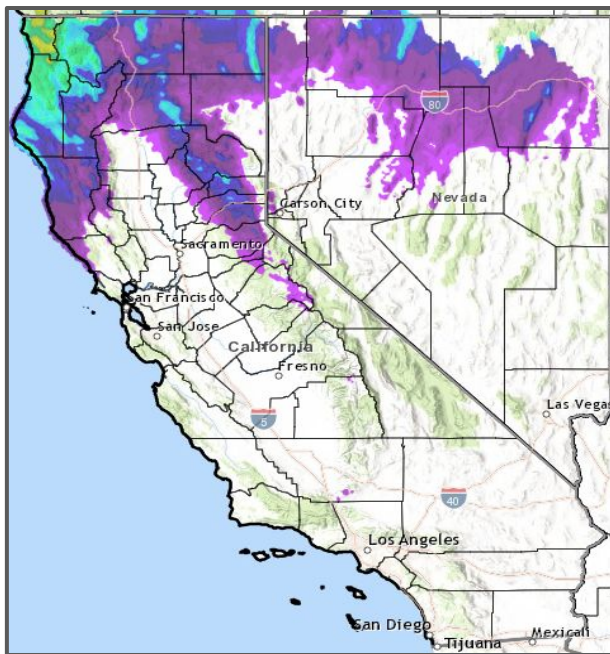 80
Nevada
Carson City
Sacramento
San Francisco
San Jose
California
Fresno
Las Vegas
5
40
Los Angeles
San Diego
Tijuana
Mexicali